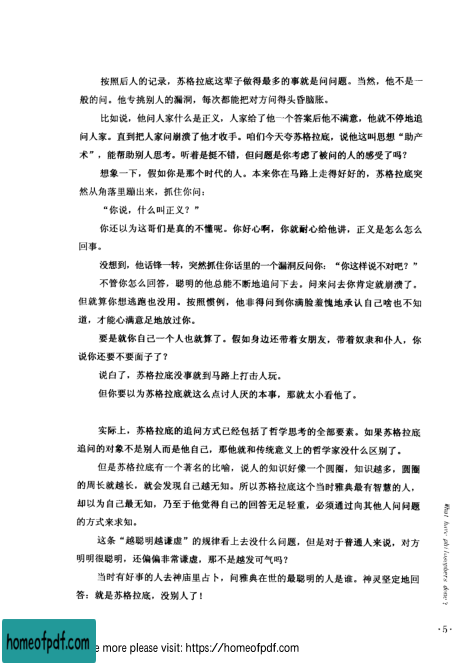 按照后人的记录，苏格拉底这辈子做得最多的事就是问问题。当然，他不是一
般的问。他专挑别人的漏洞，每次都能把对方问得头昏脑胀。
比如说，他问人家什么是正义，人家给了他一个答案后他不满意，他就不停地追
问人家。直到把人家问崩溃了他才收手。咱们今天夸苏格拉底，说他这叫思想“助产
术”，能帮助别人思考。听着是挺不错，但问题是你考虑了被问的人的感受了吗？
想象一下，假如你是那个时代的人。本来你在马路上走得好好的，苏格拉底突
然从角落里蹦出来，抓住你问：
“你说，什么叫正义？”
你还以为这哥们是真的不懂呢。你好心啊，你就耐心给他讲，正义是怎么怎么
回事。
没想到，他话锋一转，突然抓住你话里的一个漏洞反问你：“你这样说不对吧？”
不管你怎么回答，聪明的他总能不断地追问下去。问来问去你肯定就崩溃了。
但就算你想逃跑也没用。按照惯例，他非得问到你满脸羞愧地承认自己啥也不知
道，才能心满意足地放过你。
要是就你自己一个人也就算了。假如身边还带着女朋友，带着奴隶和仆人，你
说你还要不要面子了？
说白了，苏格拉底没事就到马路上打击人玩。
但你要以为苏格拉底就这么点讨人厌的本事，那就太小看他了。
实际上，苏格拉底的追问方式已经包括了哲学思考的全部要素。如果苏格拉底
追问的对象不是别人而是他自己，那他就和传统意义上的哲学家没什么区别了。
但是苏格拉底有一个著名的比喻，说人的知识好像一个圆圈，知识越多，圆圈
的周长就越长，就会发现自己越无知。所以苏格拉底这个当时雅典最有智慧的人，
却以为自己最无知，乃至于他觉得自己的回答无足轻重，必须通过向其他人问问题
的方式来求知。
这条“越聪明越谦虚”的规律看上去没什么问题，但是对于普通人来说，对方
明明很聪明，还偏偏非常谦虚，那不是越发可气吗？
当时有好事的人去神庙里占卜，问雅典在世的最聪明的人是谁。神灵坚定地回
答：就是苏格拉底，没别人了！
What have philosophers done?
·5·
homeofpdf.com
e more please visit: https://homeofpdf.com